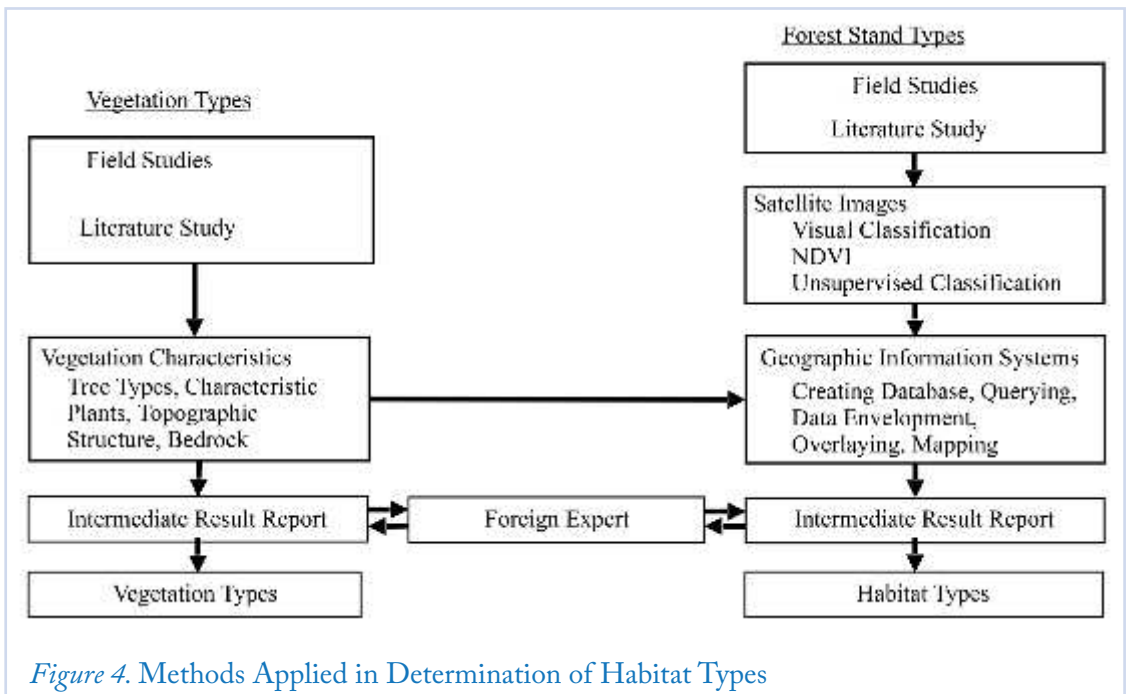 Forest Stand Types
Field Studies
Literature Study
Vegetation Types
Field Studies
Literature Study
Satellite Images
Visual Classification
NDVI
Unsupervised Classification
Vegetation Characteristics
Tree Types, Characteristic
Plants, Topographic
Structure, Bedrock
Geographic Information Systems
Creating Database, Querying,
Data Envelopment,
Overlaying, Mapping
Intermediate Result Report
Foreign Expert
Intermediate Result Report
Vegetation Types
Habitat Types
Figure 4. Methods Applied in Determination of Habitat Types